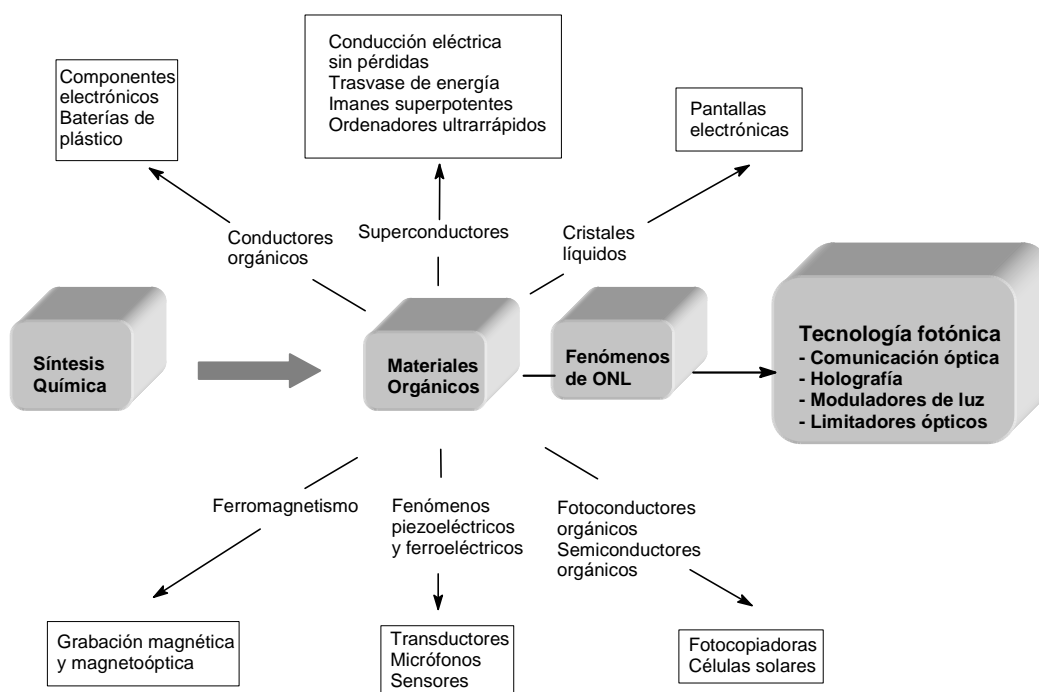 Componentes
electrónicos
Baterías de
plástico
Conducción eléctrica
sin pérdidas
Trasvase de energía
Imanes superpotentes
Ordenadores ultrarrápidos
Pantallas
electrónicas
Conductores
orgánicos
Superconductores
Cristales
líquidos
Síntesis
Química
Materiales
Orgánicos
Fenómenos
de ONL
Tecnología fotónica
- Comunicación óptica
- Holografía
- Moduladores de luz
- Limitadores ópticos
Ferromagnetismo
Fenómenos
piezoeléctricos
y ferroeléctricos
Fotoconductores
orgánicos
Semiconductores
orgánicos
Grabación magnética
y magnetoóptica
Transductores
Micrófonos
Sensores
Fotocopiadoras
Células solares